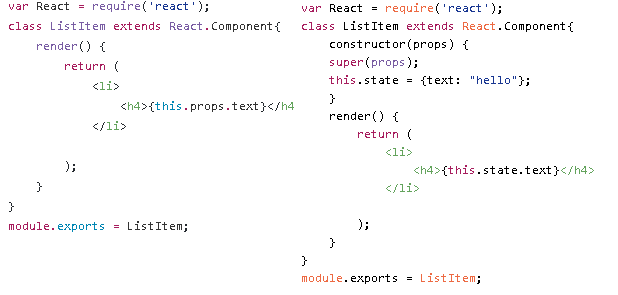 var React = require('react');
class ListItem extends React.Component{
render() {
return (
<li>
<h4>{this.props.text}</h4
</li>
);
}
}
module.exports = ListItem;
var React = require('react');
class ListItem extends React.Component{
constructor(props) {
super(props);
this.state = {text: "hello"};
}
render() {
return (
<li>
<h4>{this.state.text}</h4>
</li>
);
}
}
module.exports = ListItem;